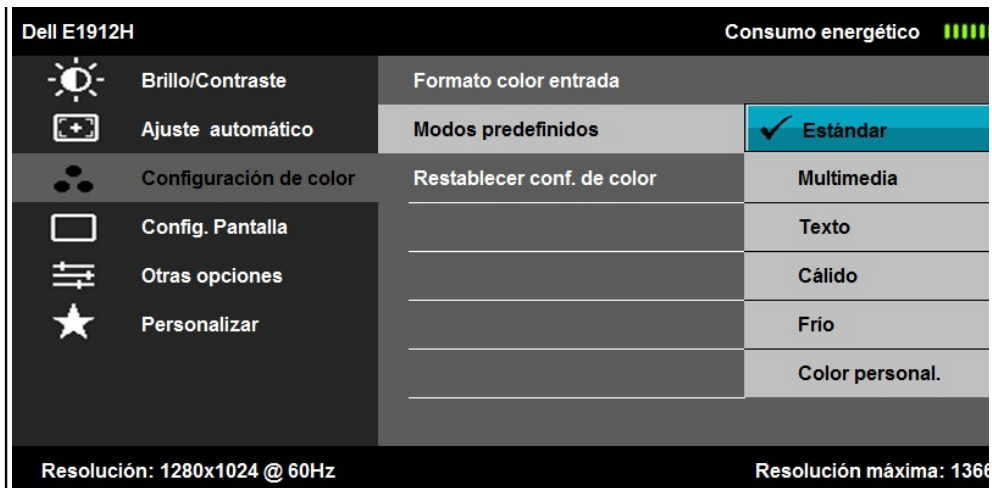 Dell E1912H
Consumo energético
Brillo/Contraste
Ajuste automático
Configuración de color
Config. Pantalla
Otras opciones
Personalizar
Formato color entrada
Modos predefinidos
Restablecer conf. de color
Estándar
Multimedia
Texto
Cálido
Frío
Color personal.
Resolución: 1280x1024 @ 60Hz
Resolución máxima: 1366